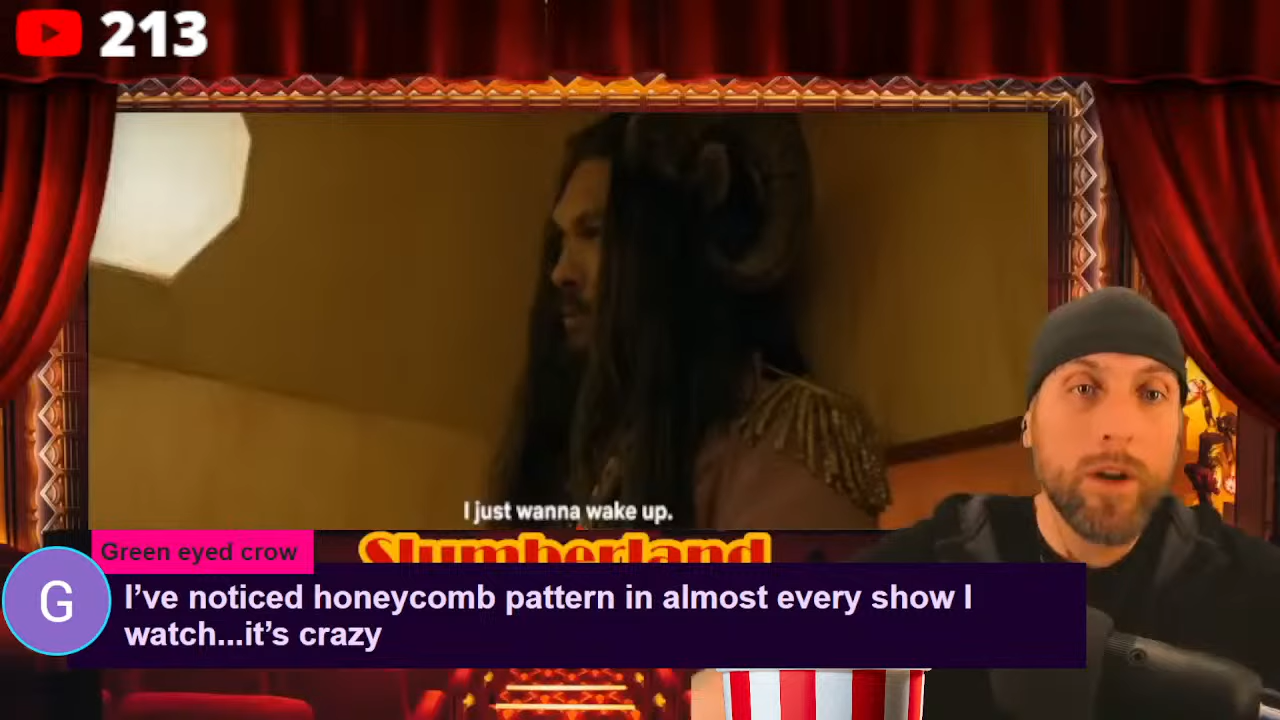 213
I just wanna wake up.
Slumberland
Green eyed crow
G
I've noticed honeycomb pattern in almost every show I
watch...it's crazy